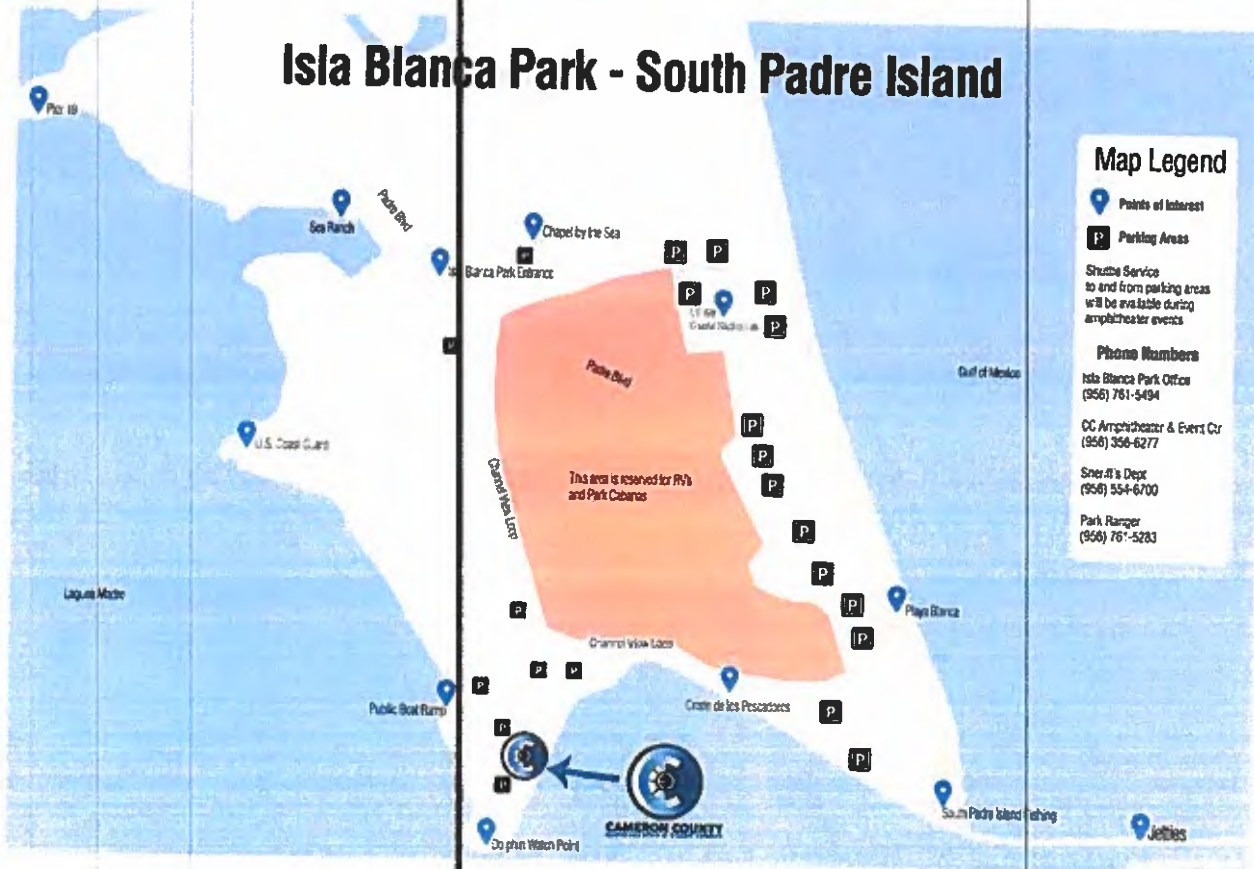 Isla Blanca Park - South Padre Island
Pier 19
Sea Ranch
Padre Blvd
Chapel by the Sea
P
Blanca Park Entrance
P
P
P
P
P
P
P
Map Legend
Points of Interest
P Parking Areas
Shuttle Service
to and from parking areas
will be available during
amphitheater events
Phone Numbers
Isla Blanca Park Office
(956) 761-5494
CC Amphitheater & Event Ctr
(956) 356-6277
Sheriff's Dept
(956) 554-6700
Park Ranger
(956) 761-5283
Padre Blvd
Gulf of Mexico
U.S. Coast Guard
Channel View Loop
This area is reserved for RV's
and Park Cabanas
P
P
P
P
P
P
P
Laguna Madre
Playa Blanca
P
Channel View Loop
P
P
P
Public Boat Ramp
de los Pescadores
P
P
P
P
CAMERON COUNTY
South Padre Island Fishing
Jetties
Dolphin Watch Point